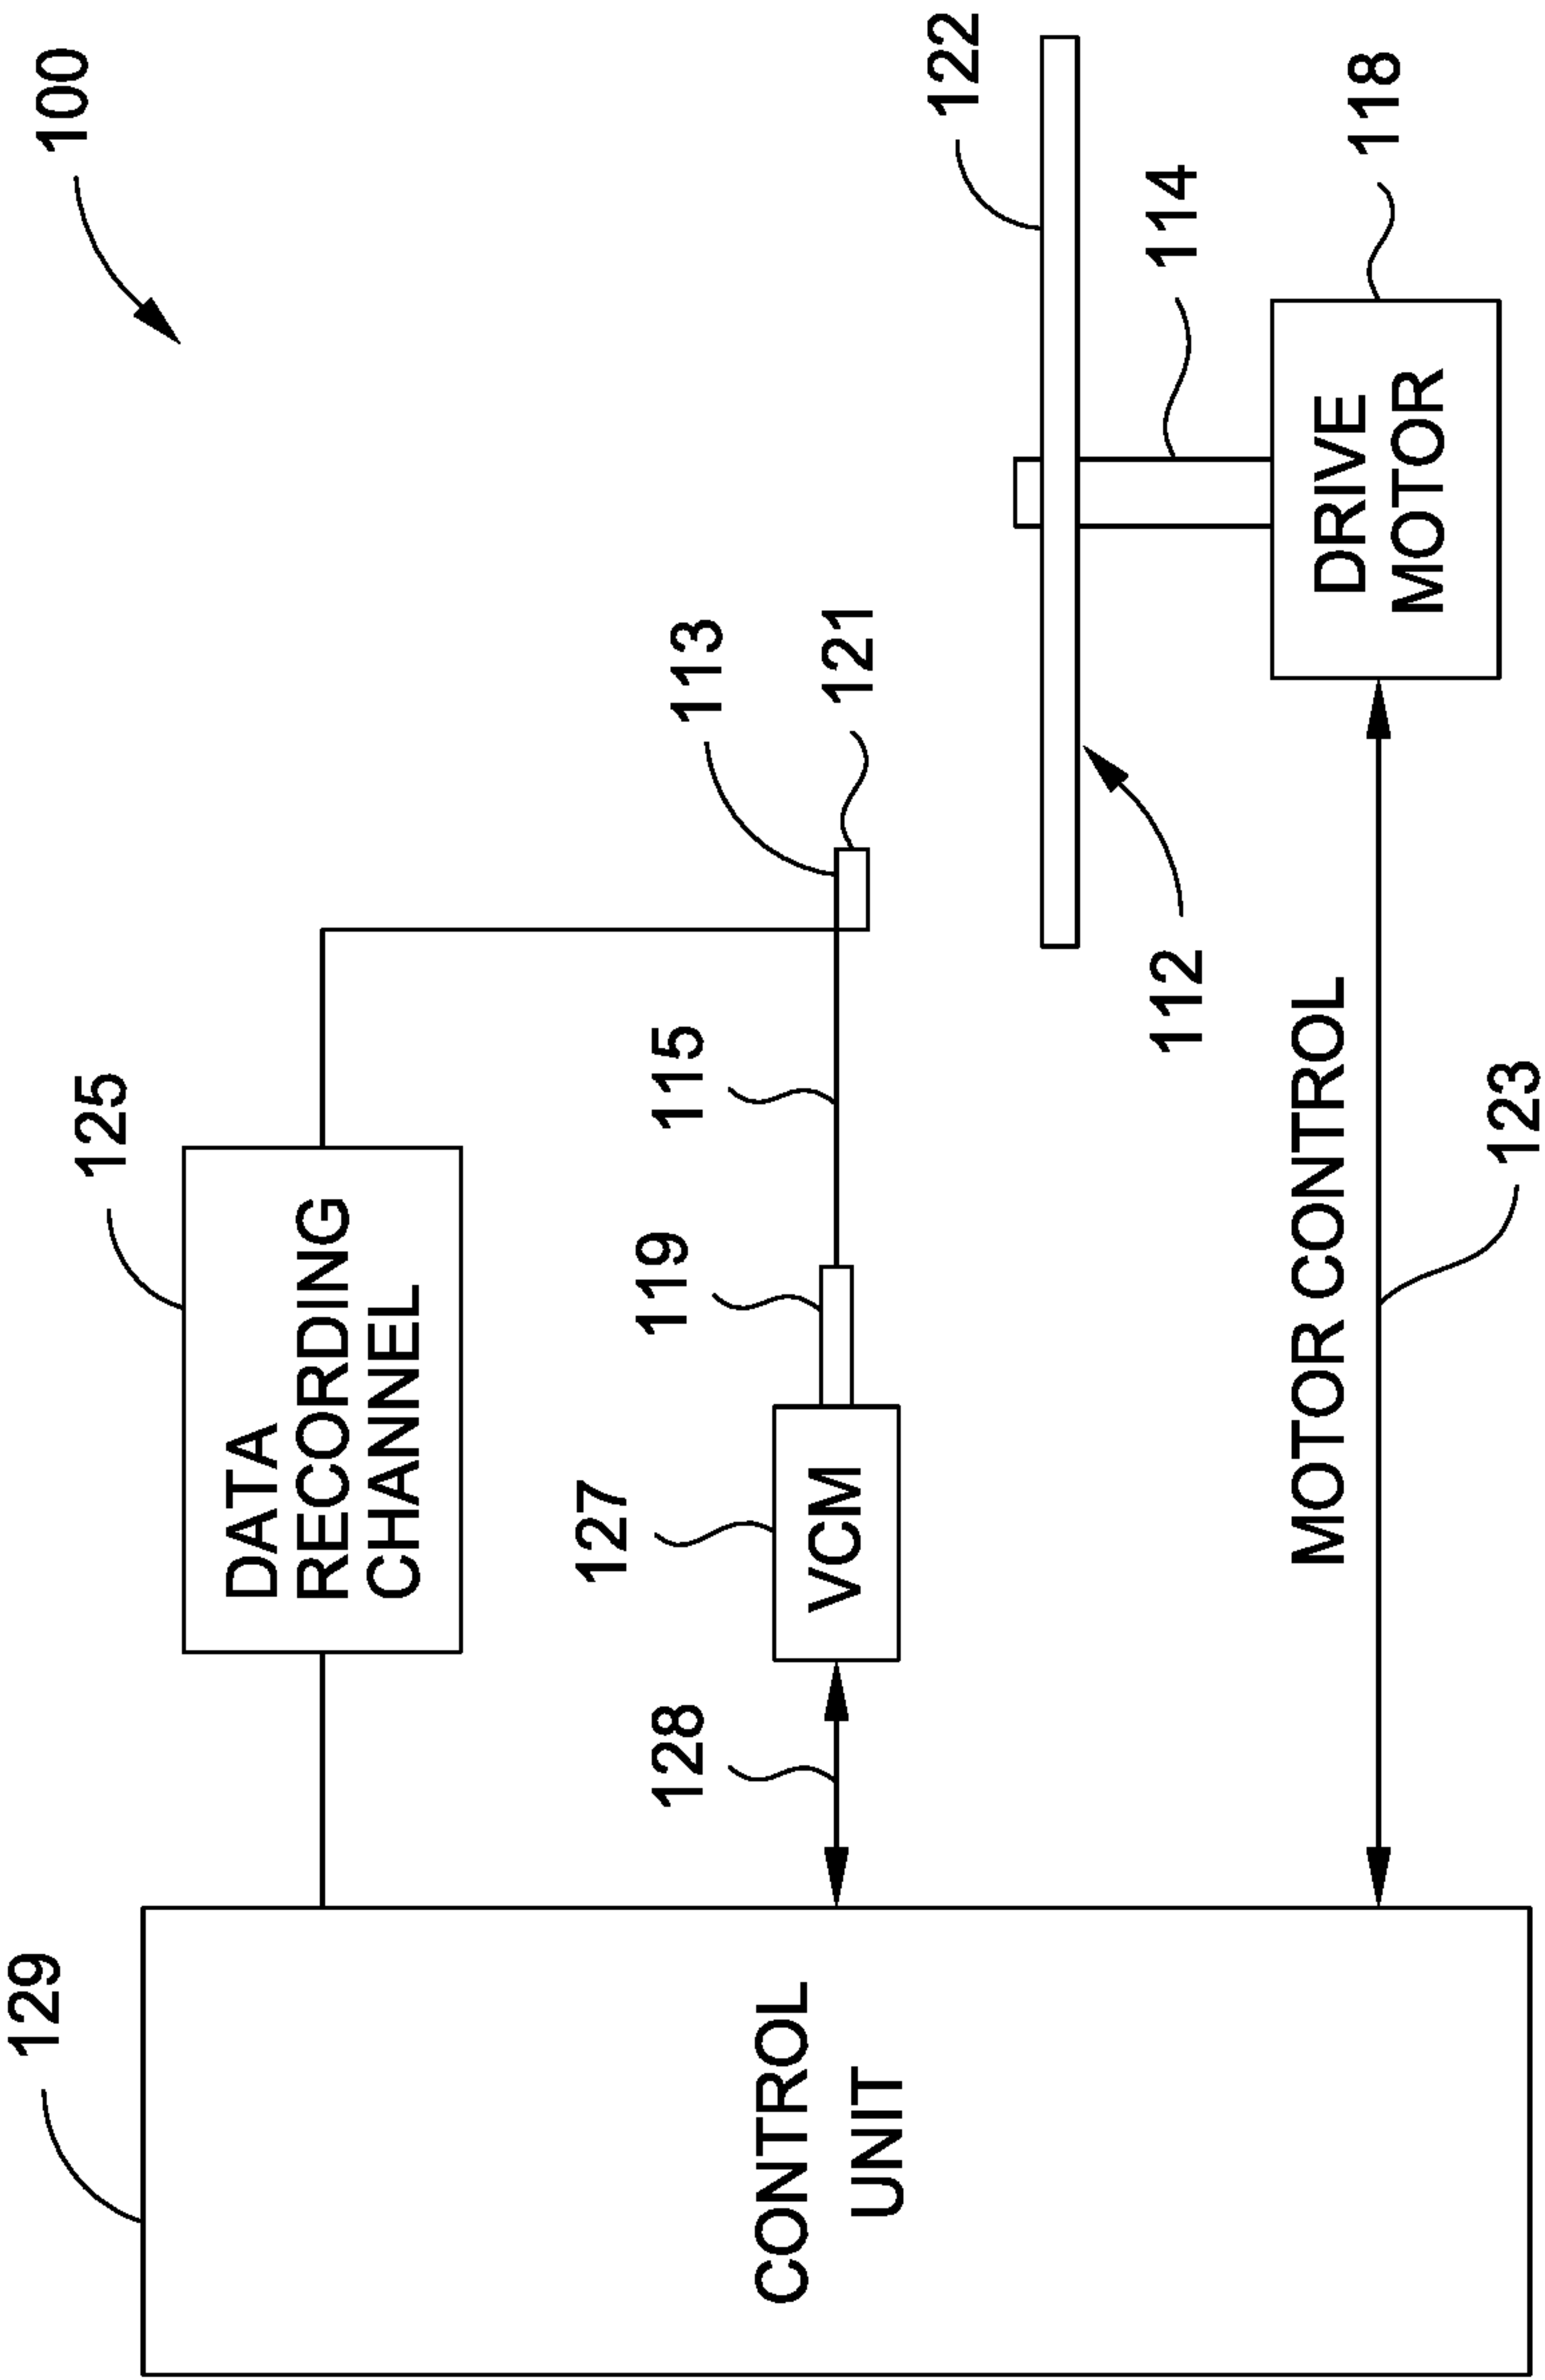 100
129
125
DATA
RECORDING
CHANNEL
127
128
119
115
113
121
VCM
122
CONTROL
UNIT
112
114
MOTOR CONTROL
123
DRIVE
MOTOR
118